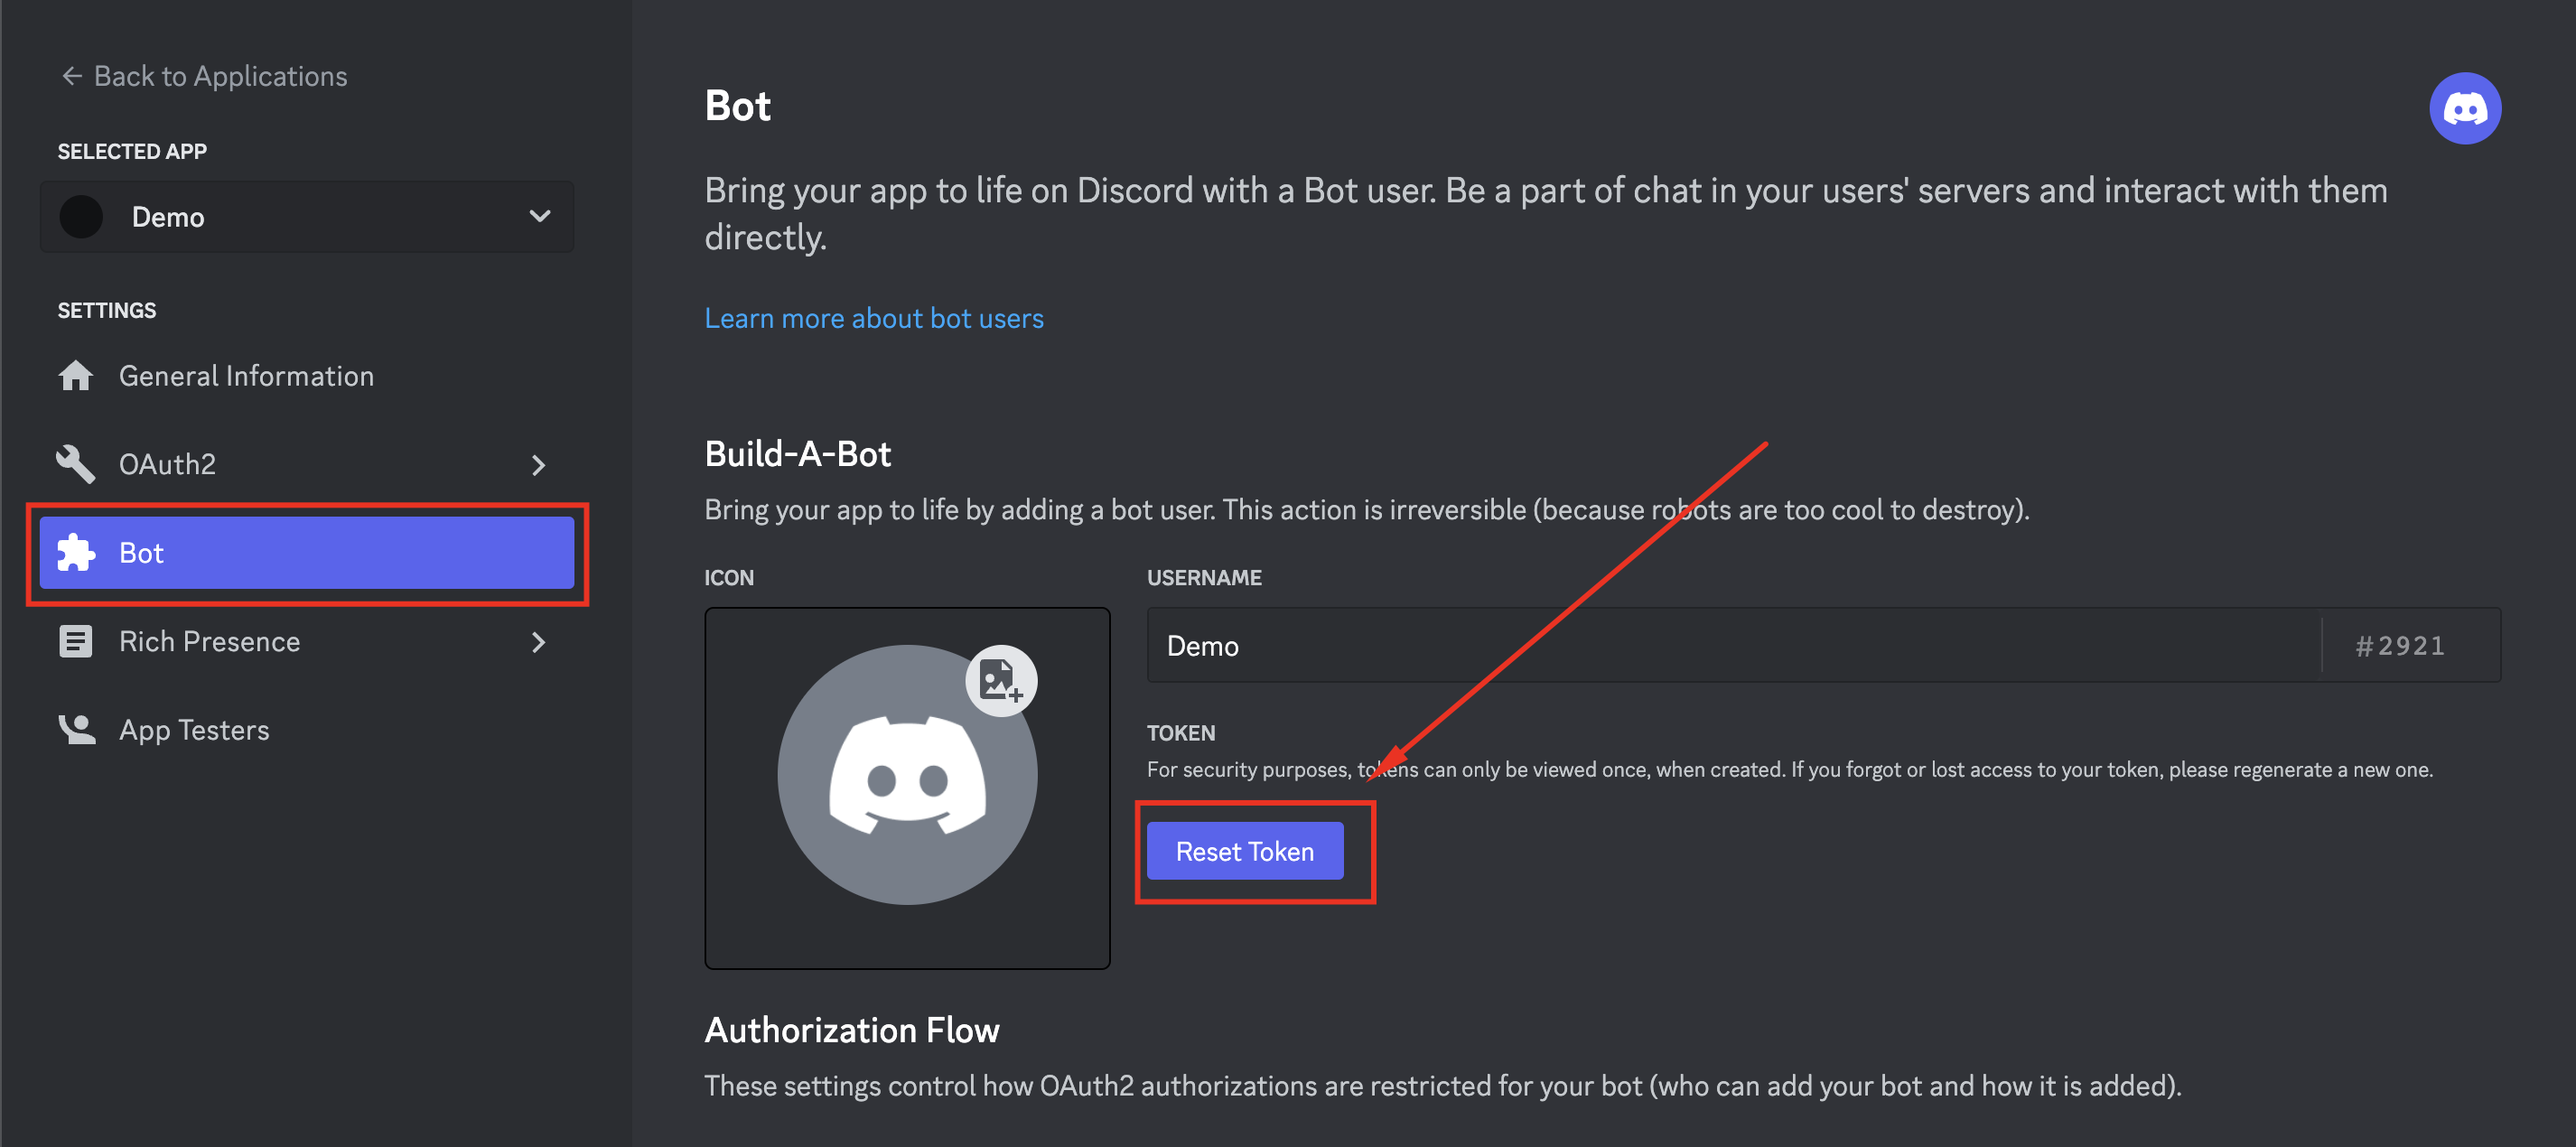 Back to Applications
SELECTED APP
Demo
SETTINGS
General Information
OAuth2
Bot
Rich Presence
App Testers
Bot
Bring your app to life on Discord with a Bot user. Be a part of chat in your users' servers and interact with them
directly.
Learn more about bot users
Build-A-Bot
Bring your app to life by adding a bot user. This action is irreversible (because robots are too cool to destroy).
ICON
USERNAME
Demo #2921
TOKEN
For security purposes, tokens can only be viewed once, when created. If you forgot or lost access to your token, please regenerate a new one.
Reset Token
Authorization Flow
These settings control how OAuth2 authorizations are restricted for your bot (who can add your bot and how it is added).